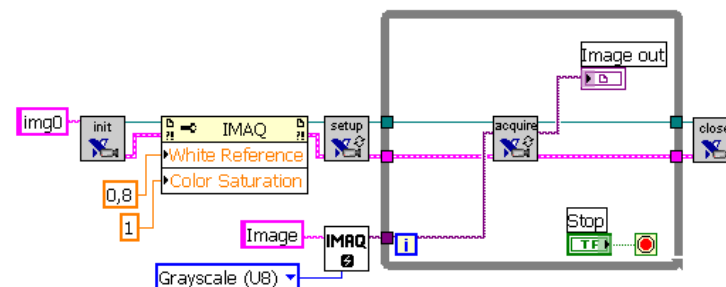 Image out
img0
init
IMAQ
setup
acquire
close
White Reference
Color Saturation
0,8
1
Image
IMAQ
i
Stop
TF
Grayscale (U8)